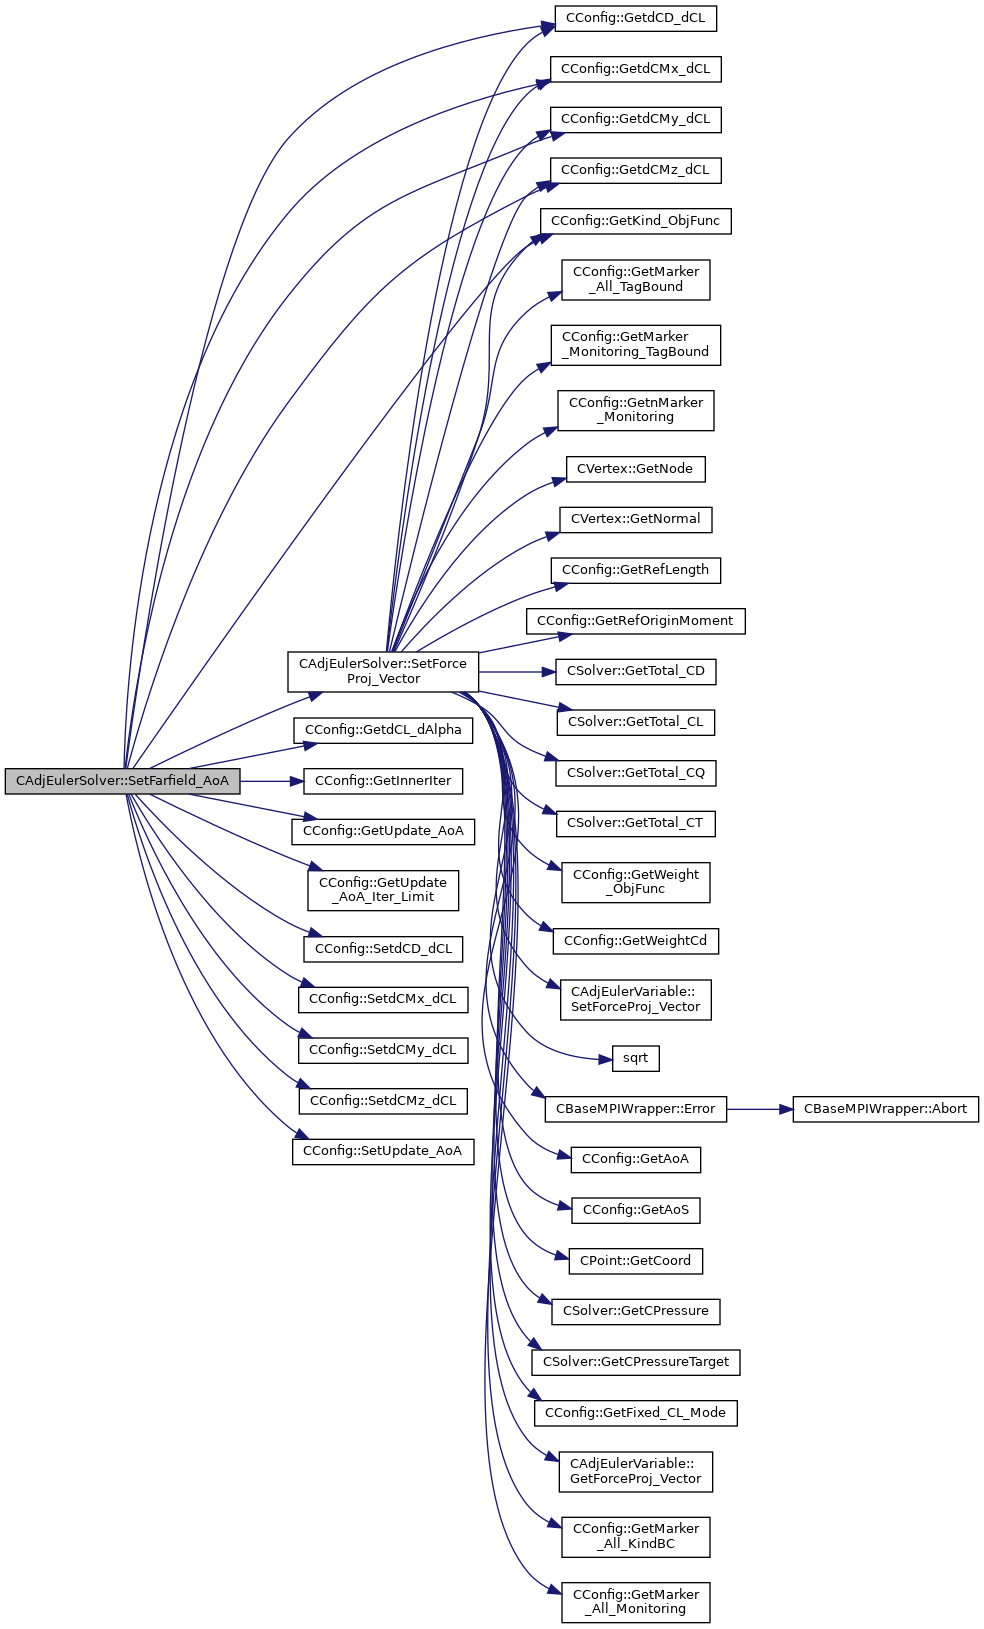 CConfig::GetdCD_dCL
CConfig::GetdCMx_dCL
CConfig::GetdCMy_dCL
CConfig::GetdCMz_dCL
CConfig::GetKind_ObjFunc
CConfig::GetMarker
_All_TagBound
CConfig::GetMarker
_Monitoring_TagBound
CConfig::GetnMarker
_Monitoring
CVertex::GetNode
CVertex::GetNormal
CConfig::GetRefLength
CConfig::GetRefOriginMoment
CAdjEulerSolver::SetForce
Proj_Vector
CSolver::GetTotal_CD
CSolver::GetTotal_CL
CConfig::GetdCL_dAlpha
CSolver::GetTotal_CQ
CAdjEulerSolver::SetFarfield_AoA
CConfig::GetInnerIter
CSolver::GetTotal_CT
CConfig::GetUpdate_AoA
CConfig::GetUpdate
_AoA_Iter_Limit
CConfig::GetWeight
_ObjFunc
CConfig::GetWeightCd
CConfig::SetdCD_dCL
CConfig::SetdCMx_dCL
CAdjEulerVariable::
SetForceProj_Vector
CConfig::SetdCMy_dCL
sqrt
CConfig::SetdCMz_dCL
CBaseMPIWrapper::Error
CBaseMPIWrapper::Abort
CConfig::SetUpdate_AoA
CConfig::GetAoA
CConfig::GetAoS
CPoint::GetCoord
CSolver::GetCPressure
CSolver::GetCPressureTarget
CConfig::GetFixed_CL_Mode
CAdjEulerVariable::
GetForceProj_Vector
CConfig::GetMarker
_All_KindBC
CConfig::GetMarker
_All_Monitoring